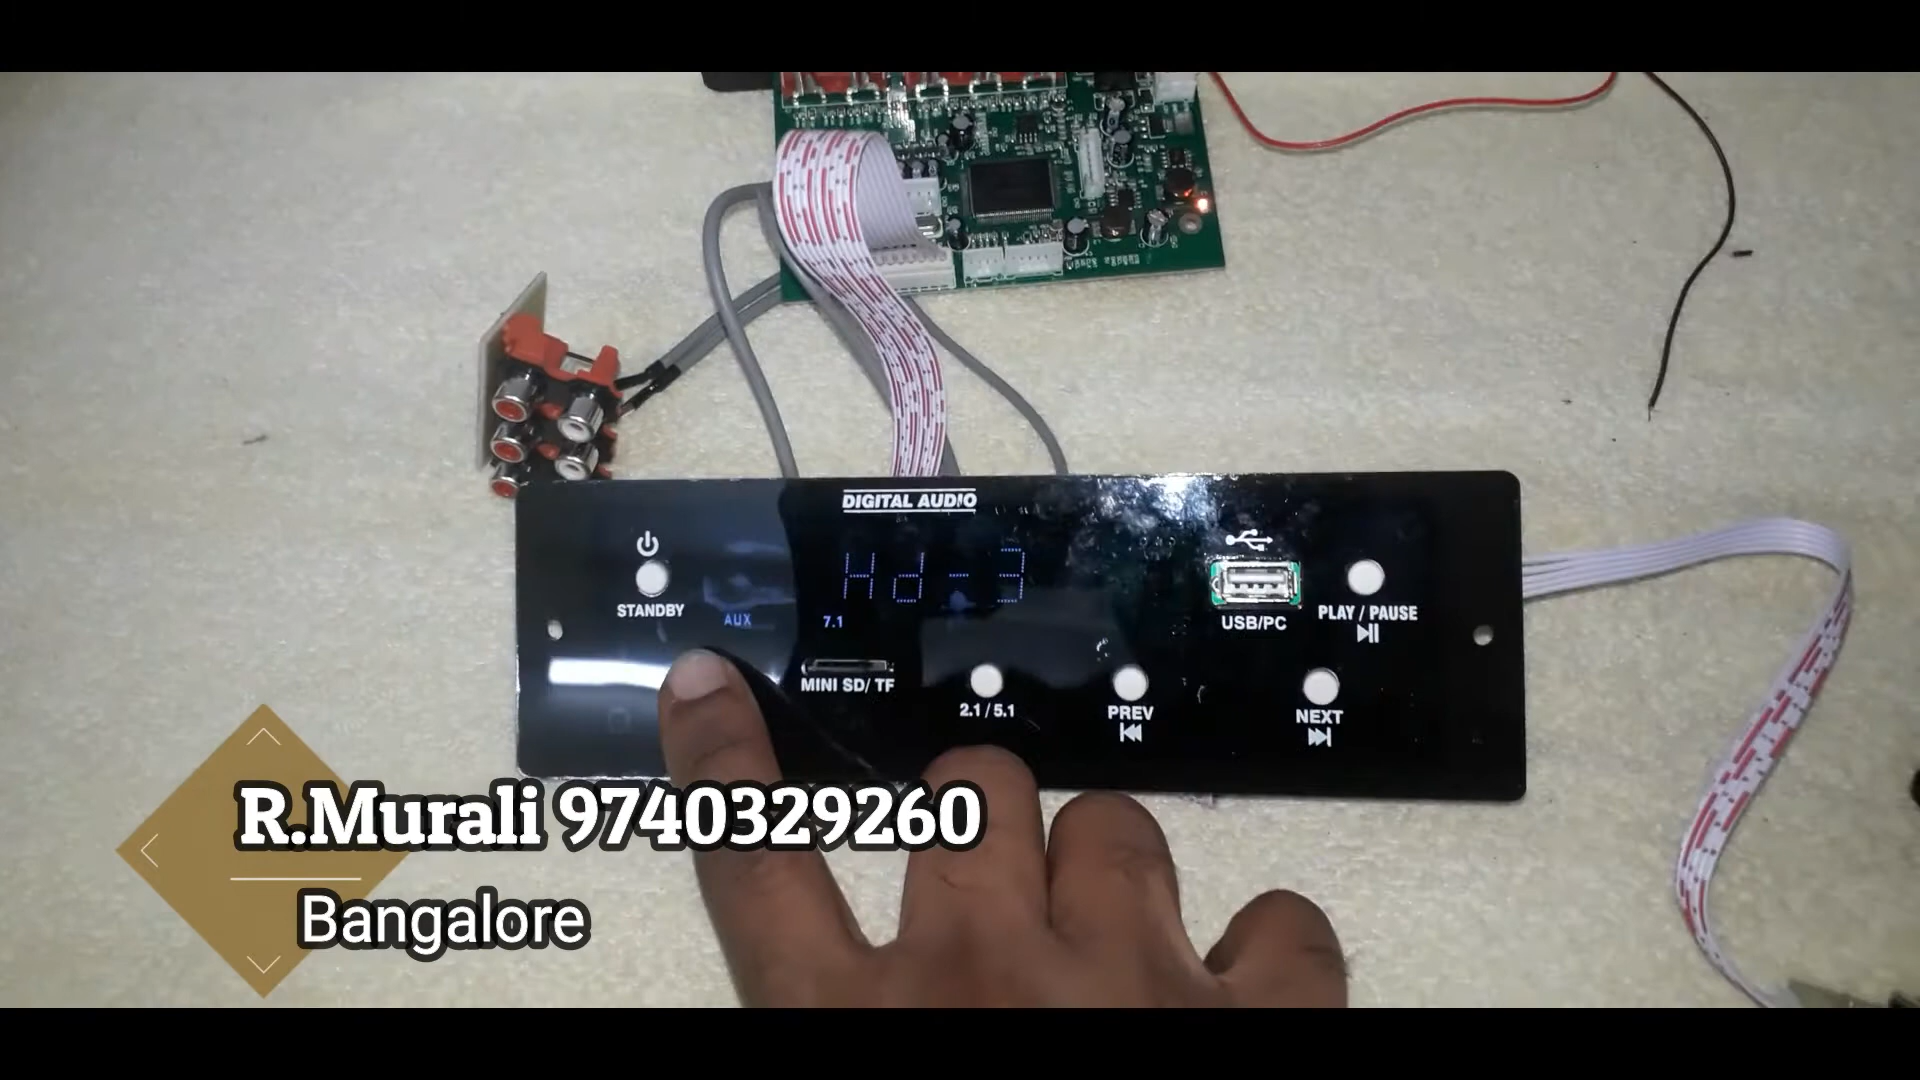 DIGITAL AUDIO
Hd-3
STANDBY
AUX
7.1
USB/PC
PLAY / PAUSE
MINI SD/ TF
2.1 / 5.1
PREV
NEXT
R.Murali 9740329260
Bangalore